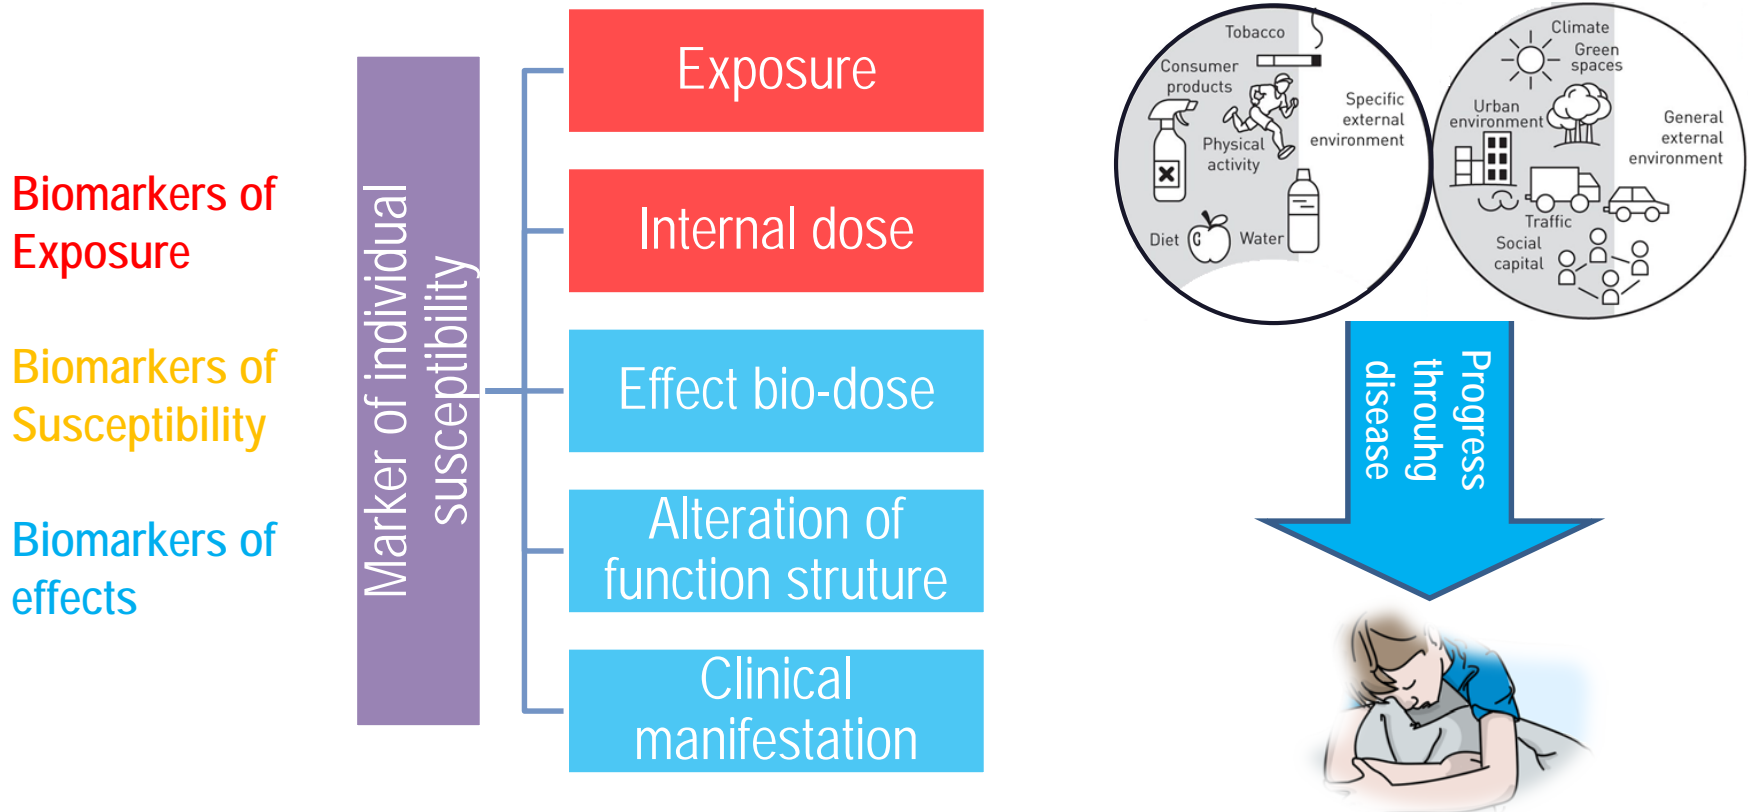 Biomarkers of
Exposure
Biomarkers of
Susceptibility
Biomarkers of
effects
Marker of individual
susceptibility
Exposure
Internal dose
Effect bio-dose
Alteration of
function struture
Clinical
manifestation
Tobacco
Consumer
products
Physical
activity
Diet
Water
Specific
external
environment
Climate
Green
spaces
Urban
environment
Traffic
Social
capital
General
external
environment
Progress
throuhg
disease